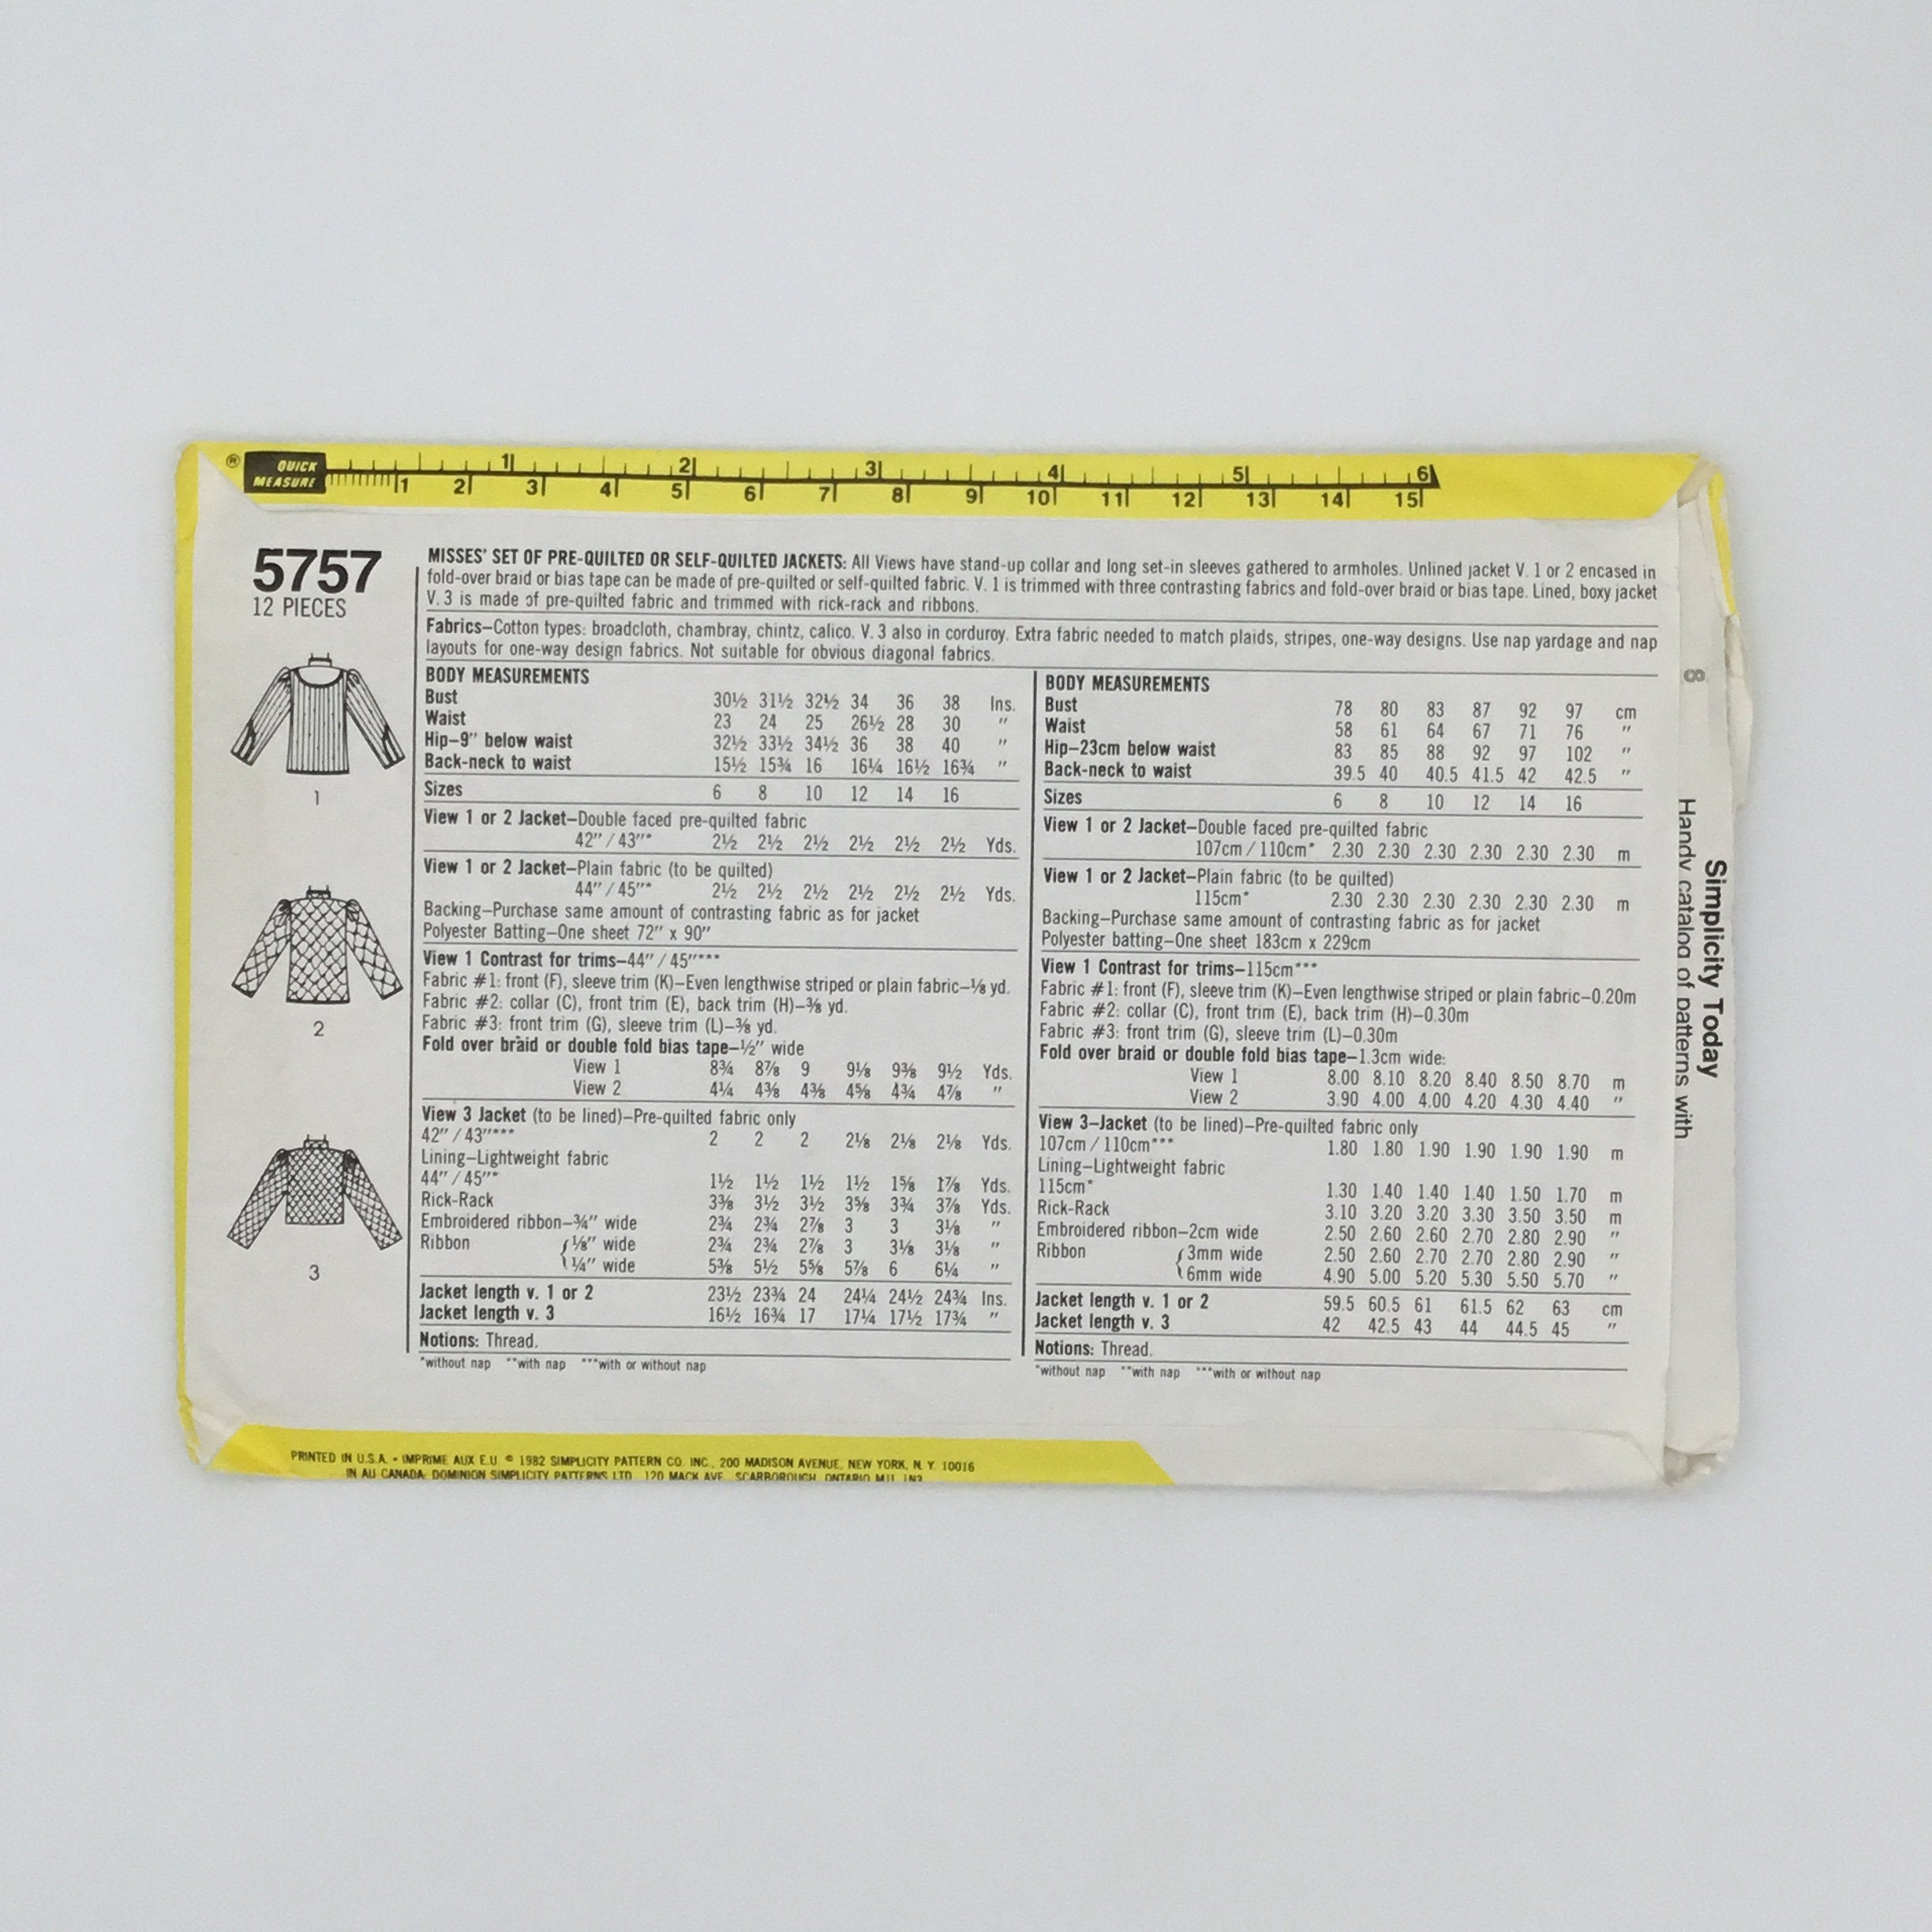 ® QUICK MEASURE
1 2 3 4 5 6
1 2 3 4 5 6 7 8 9 10 11 12 13 14 15
5757
12 PIECES
1
2
3
MISSES' SET OF PRE-QUILTED OR SELF-QUILTED JACKETS: All Views have stand-up collar and long set-in sleeves gathered to armholes. Unlined jacket V. 1 or 2 encased in
fold-over braid or bias tape can be made of pre-quilted or self-quilted fabric. V. 1 is trimmed with three contrasting fabrics and fold-over braid or bias tape. Lined, boxy jacket
V. 3 is made of pre-quilted fabric and trimmed with rick-rack and ribbons.
Fabrics–Cotton types: broadcloth, chambray, chintz, calico. V. 3 also in corduroy. Extra fabric needed to match plaids, stripes, one-way designs. Use nap yardage and nap
layouts for one-way design fabrics. Not suitable for obvious diagonal fabrics.
BODY MEASUREMENTS
Bust 30½ 31½ 32½ 34 36 38 Ins.
Waist 23 24 25 26½ 28 30 "
Hip–9" below waist 32½ 33½ 34½ 36 38 40 "
Back-neck to waist 15½ 15¾ 16 16¼ 16½ 16¾ "
Sizes 6 8 10 12 14 16
View 1 or 2 Jacket–Double faced pre-quilted fabric
42" / 43"* 2½ 2½ 2½ 2½ 2½ 2½ Yds.
View 1 or 2 Jacket–Plain fabric (to be quilted)
44" / 45"* 2½ 2½ 2½ 2½ 2½ 2½ Yds.
Backing–Purchase same amount of contrasting fabric as for jacket
Polyester Batting–One sheet 72" x 90"
View 1 Contrast for trims–44" / 45"***
Fabric #1: front (F), sleeve trim (K)–Even lengthwise striped or plain fabric–⅛ yd.
Fabric #2: collar (C), front trim (E), back trim (H)–⅜ yd.
Fabric #3: front trim (G), sleeve trim (L)–⅜ yd.
Fold over braid or double fold bias tape–½" wide
View 1 8¾ 8⅞ 9 9⅛ 9⅜ 9½ Yds.
View 2 4¼ 4⅜ 4⅜ 4⅝ 4¾ 4⅞ "
View 3 Jacket (to be lined)–Pre-quilted fabric only
42" / 43"*** 2 2 2 2⅛ 2⅛ 2⅛ Yds.
Lining–Lightweight fabric
44" / 45"* 1½ 1½ 1½ 1½ 1⅝ 1⅞ Yds.
Rick-Rack 3⅜ 3½ 3½ 3⅝ 3¾ 3⅞ Yds.
Embroidered ribbon–¾" wide 2¾ 2¾ 2⅞ 3 3 3⅛ "
Ribbon { ⅛" wide 2¾ 2¾ 2⅞ 3 3⅛ 3⅛ "
¼" wide 5⅜ 5½ 5⅝ 5⅞ 6 6¼ "
Jacket length v. 1 or 2 23½ 23¾ 24 24¼ 24½ 24¾ Ins.
Jacket length v. 3 16½ 16¾ 17 17¼ 17½ 17¾ "
Notions: Thread.
*without nap **with nap ***with or without nap
BODY MEASUREMENTS
Bust 78 80 83 87 92 97 cm
Waist 58 61 64 67 71 76 "
Hip–23cm below waist 83 85 88 92 97 102 "
Back-neck to waist 39.5 40 40.5 41.5 42 42.5 "
Sizes 6 8 10 12 14 16
View 1 or 2 Jacket–Double faced pre-quilted fabric
107cm / 110cm* 2.30 2.30 2.30 2.30 2.30 2.30 m
View 1 or 2 Jacket–Plain fabric (to be quilted)
115cm* 2.30 2.30 2.30 2.30 2.30 2.30 m
Backing–Purchase same amount of contrasting fabric as for jacket
Polyester batting–One sheet 183cm x 229cm
View 1 Contrast for trims–115cm***
Fabric #1: front (F), sleeve trim (K)–Even lengthwise striped or plain fabric–0.20m
Fabric #2: collar (C), front trim (E), back trim (H)–0.30m
Fabric #3: front trim (G), sleeve trim (L)–0.30m
Fold over braid or double fold bias tape–1.3cm wide:
View 1 8.00 8.10 8.20 8.40 8.50 8.70 m
View 2 3.90 4.00 4.00 4.20 4.30 4.40 "
View 3–Jacket (to be lined)–Pre-quilted fabric only
107cm / 110cm*** 1.80 1.80 1.90 1.90 1.90 1.90 m
Lining–Lightweight fabric
115cm* 1.30 1.40 1.40 1.40 1.50 1.70 m
Rick-Rack 3.10 3.20 3.20 3.30 3.50 3.50 m
Embroidered ribbon–2cm wide 2.50 2.60 2.60 2.70 2.80 2.90 "
Ribbon { 3mm wide 2.50 2.60 2.70 2.70 2.80 2.90 "
6mm wide 4.90 5.00 5.20 5.30 5.50 5.70 "
Jacket length v. 1 or 2 59.5 60.5 61 61.5 62 63 cm
Jacket length v. 3 42 42.5 43 44 44.5 45 "
Notions: Thread.
*without nap **with nap ***with or without nap
8
Simplicity Today
Handy catalog of patterns with
PRINTED IN U.S.A. - IMPRIME AUX E.U. © 1982 SIMPLICITY PATTERN CO. INC., 200 MADISON AVENUE, NEW YORK, N.Y. 10016
IN AU CANADA: DOMINION SIMPLICITY PATTERNS LTD. 120 MACK AVE. SCARBOROUGH, ONTARIO M1L 1N3